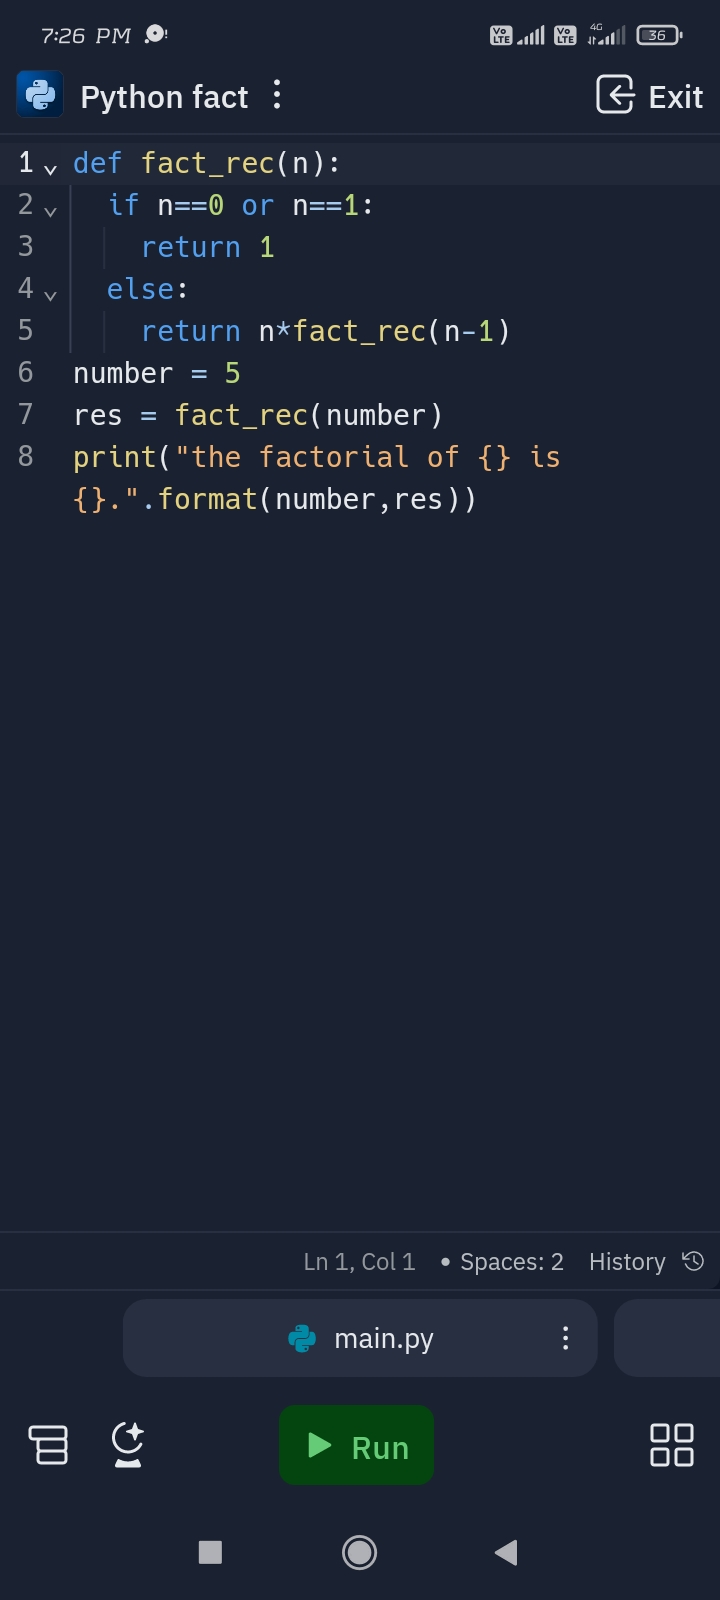 7:26 PM
Vo LTE Vo LTE 4G 36
Python fact Exit
1 def fact_rec(n):
2 if n==0 or n==1:
3 return 1
4 else:
5 return n*fact_rec(n-1)
6 number = 5
7 res = fact_rec(number)
8 print("the factorial of {} is
{}.".format(number,res))
Ln 1, Col 1 • Spaces: 2 History
main.py
Run